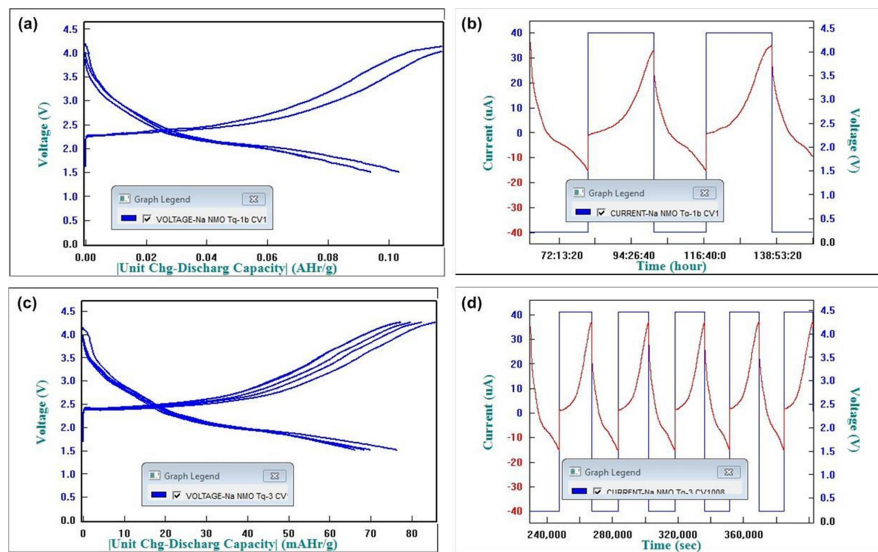 (a)
4.5
4.0
3.5
3.0
2.5
2.0
1.5
1.0
0.5
0.0
Voltage (V)
Graph Legend
VOLTAGE-Na NMO Tq-1b CV1
0.00 0.02 0.04 0.06 0.08 0.10
|Unit Chg-Discharg Capacity| (AHr/g)
(b)
40
30
20
10
0
-10
-20
-30
-40
Current (uA)
4.5
4.0
3.5
3.0
2.5
2.0
1.5
1.0
0.5
0.0
Voltage (V)
Graph Legend
CURRENT-Na NMO Tq-1b CV1
72:13:20 94:26:40 116:40:0 138:53:20
Time (hour)
(c)
4.5
4.0
3.5
3.0
2.5
2.0
1.5
1.0
0.5
0.0
Voltage (V)
Graph Legend
VOLTAGE-Na NMO Tq-3 CV
0 10 20 30 40 50 60 70 80
|Unit Chg-Discharg Capacity| (mAHr/g)
(d)
40
30
20
10
0
-10
-20
-30
-40
Current (uA)
4.5
4.0
3.5
3.0
2.5
2.0
1.5
1.0
0.5
0.0
Voltage (V)
Graph Legend
CURRENT-Na NMO Tq-3 CV1008
240,000 280,000 320,000 360,000
Time (sec)